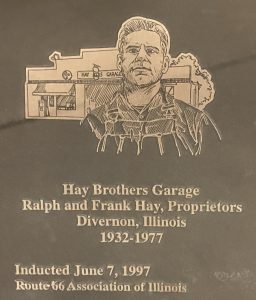 Hay Brothers Garage
Ralph and Frank Hay, Proprietors
Divernon, Illinois
1932-1977
Inducted June 7, 1997
Route 66 Association of Illinois